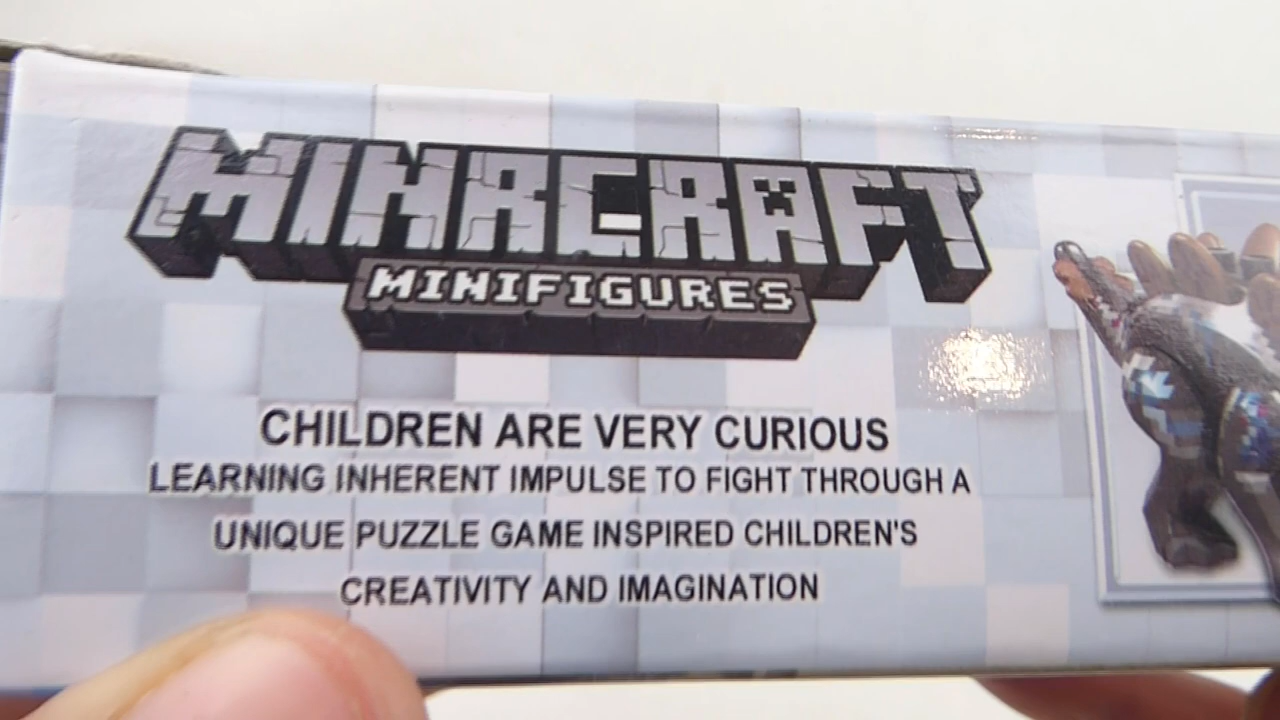 MINRCRAFT
MINIFIGURES
CHILDREN ARE VERY CURIOUS
LEARNING INHERENT IMPULSE TO FIGHT THROUGH A
UNIQUE PUZZLE GAME INSPIRED CHILDREN'S
CREATIVITY AND IMAGINATION